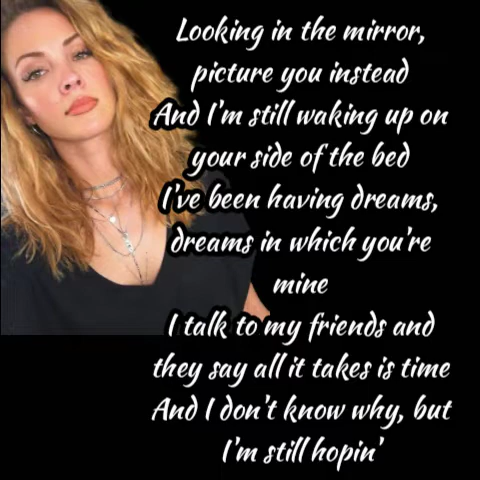 Looking in the mirror,
picture you instead
And I'm still waking up on
your side of the bed
I've been having dreams,
dreams in which you're
mine
I talk to my friends and
they say all it takes is time
And I don't know why, but
I'm still hopin'